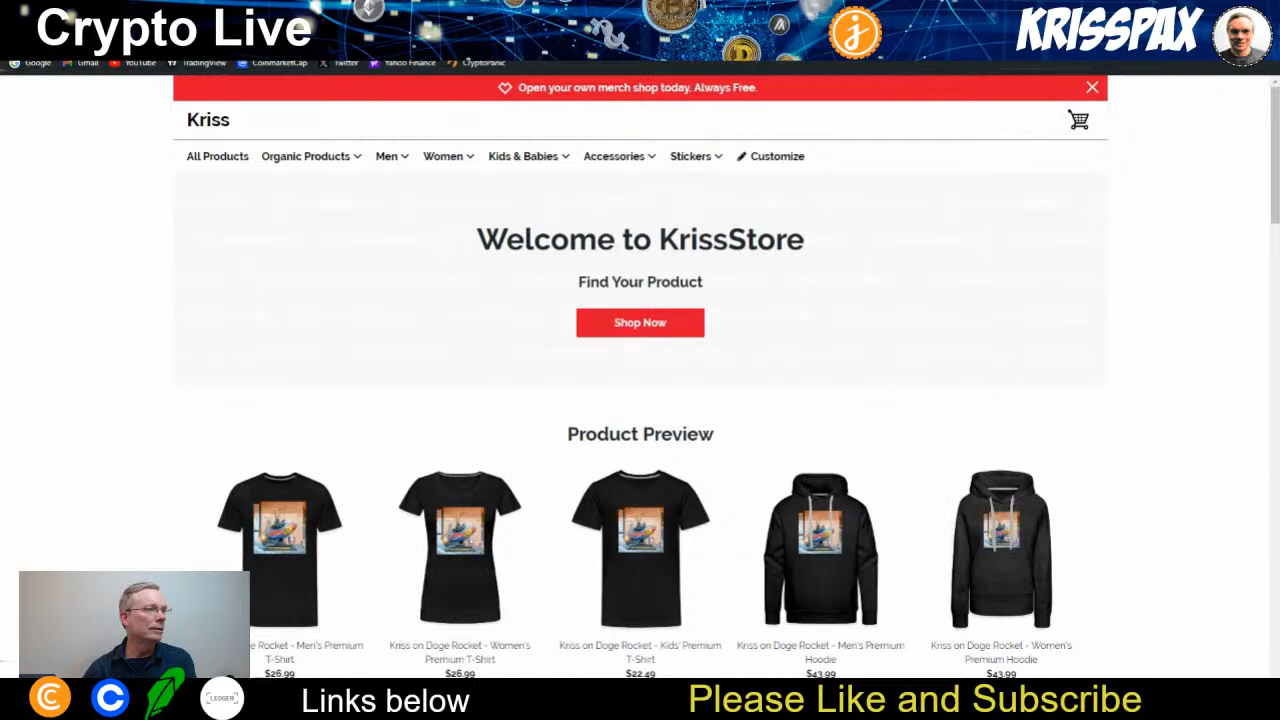 Crypto Live
KRISSPAX
Google Gmail YouTube TradingView CoinMarketCap Twitter Yahoo Finance CryptoPanic
Open your own merch shop today. Always Free.
Kriss
All Products Organic Products Men Women Kids & Babies Accessories Stickers Customize
Welcome to KrissStore
Find Your Product
Shop Now
Product Preview
Rocket - Men's Premium
T-Shirt
$26.99
Kriss on Doge Rocket - Women's
Premium T-Shirt
$26.99
Kriss on Doge Rocket - Kids' Premium
T-Shirt
$22.49
Kriss on Doge Rocket - Men's Premium
Hoodie
$43.99
Kriss on Doge Rocket - Women's
Premium Hoodie
$43.99
LEDGER
Links below
Please Like and Subscribe